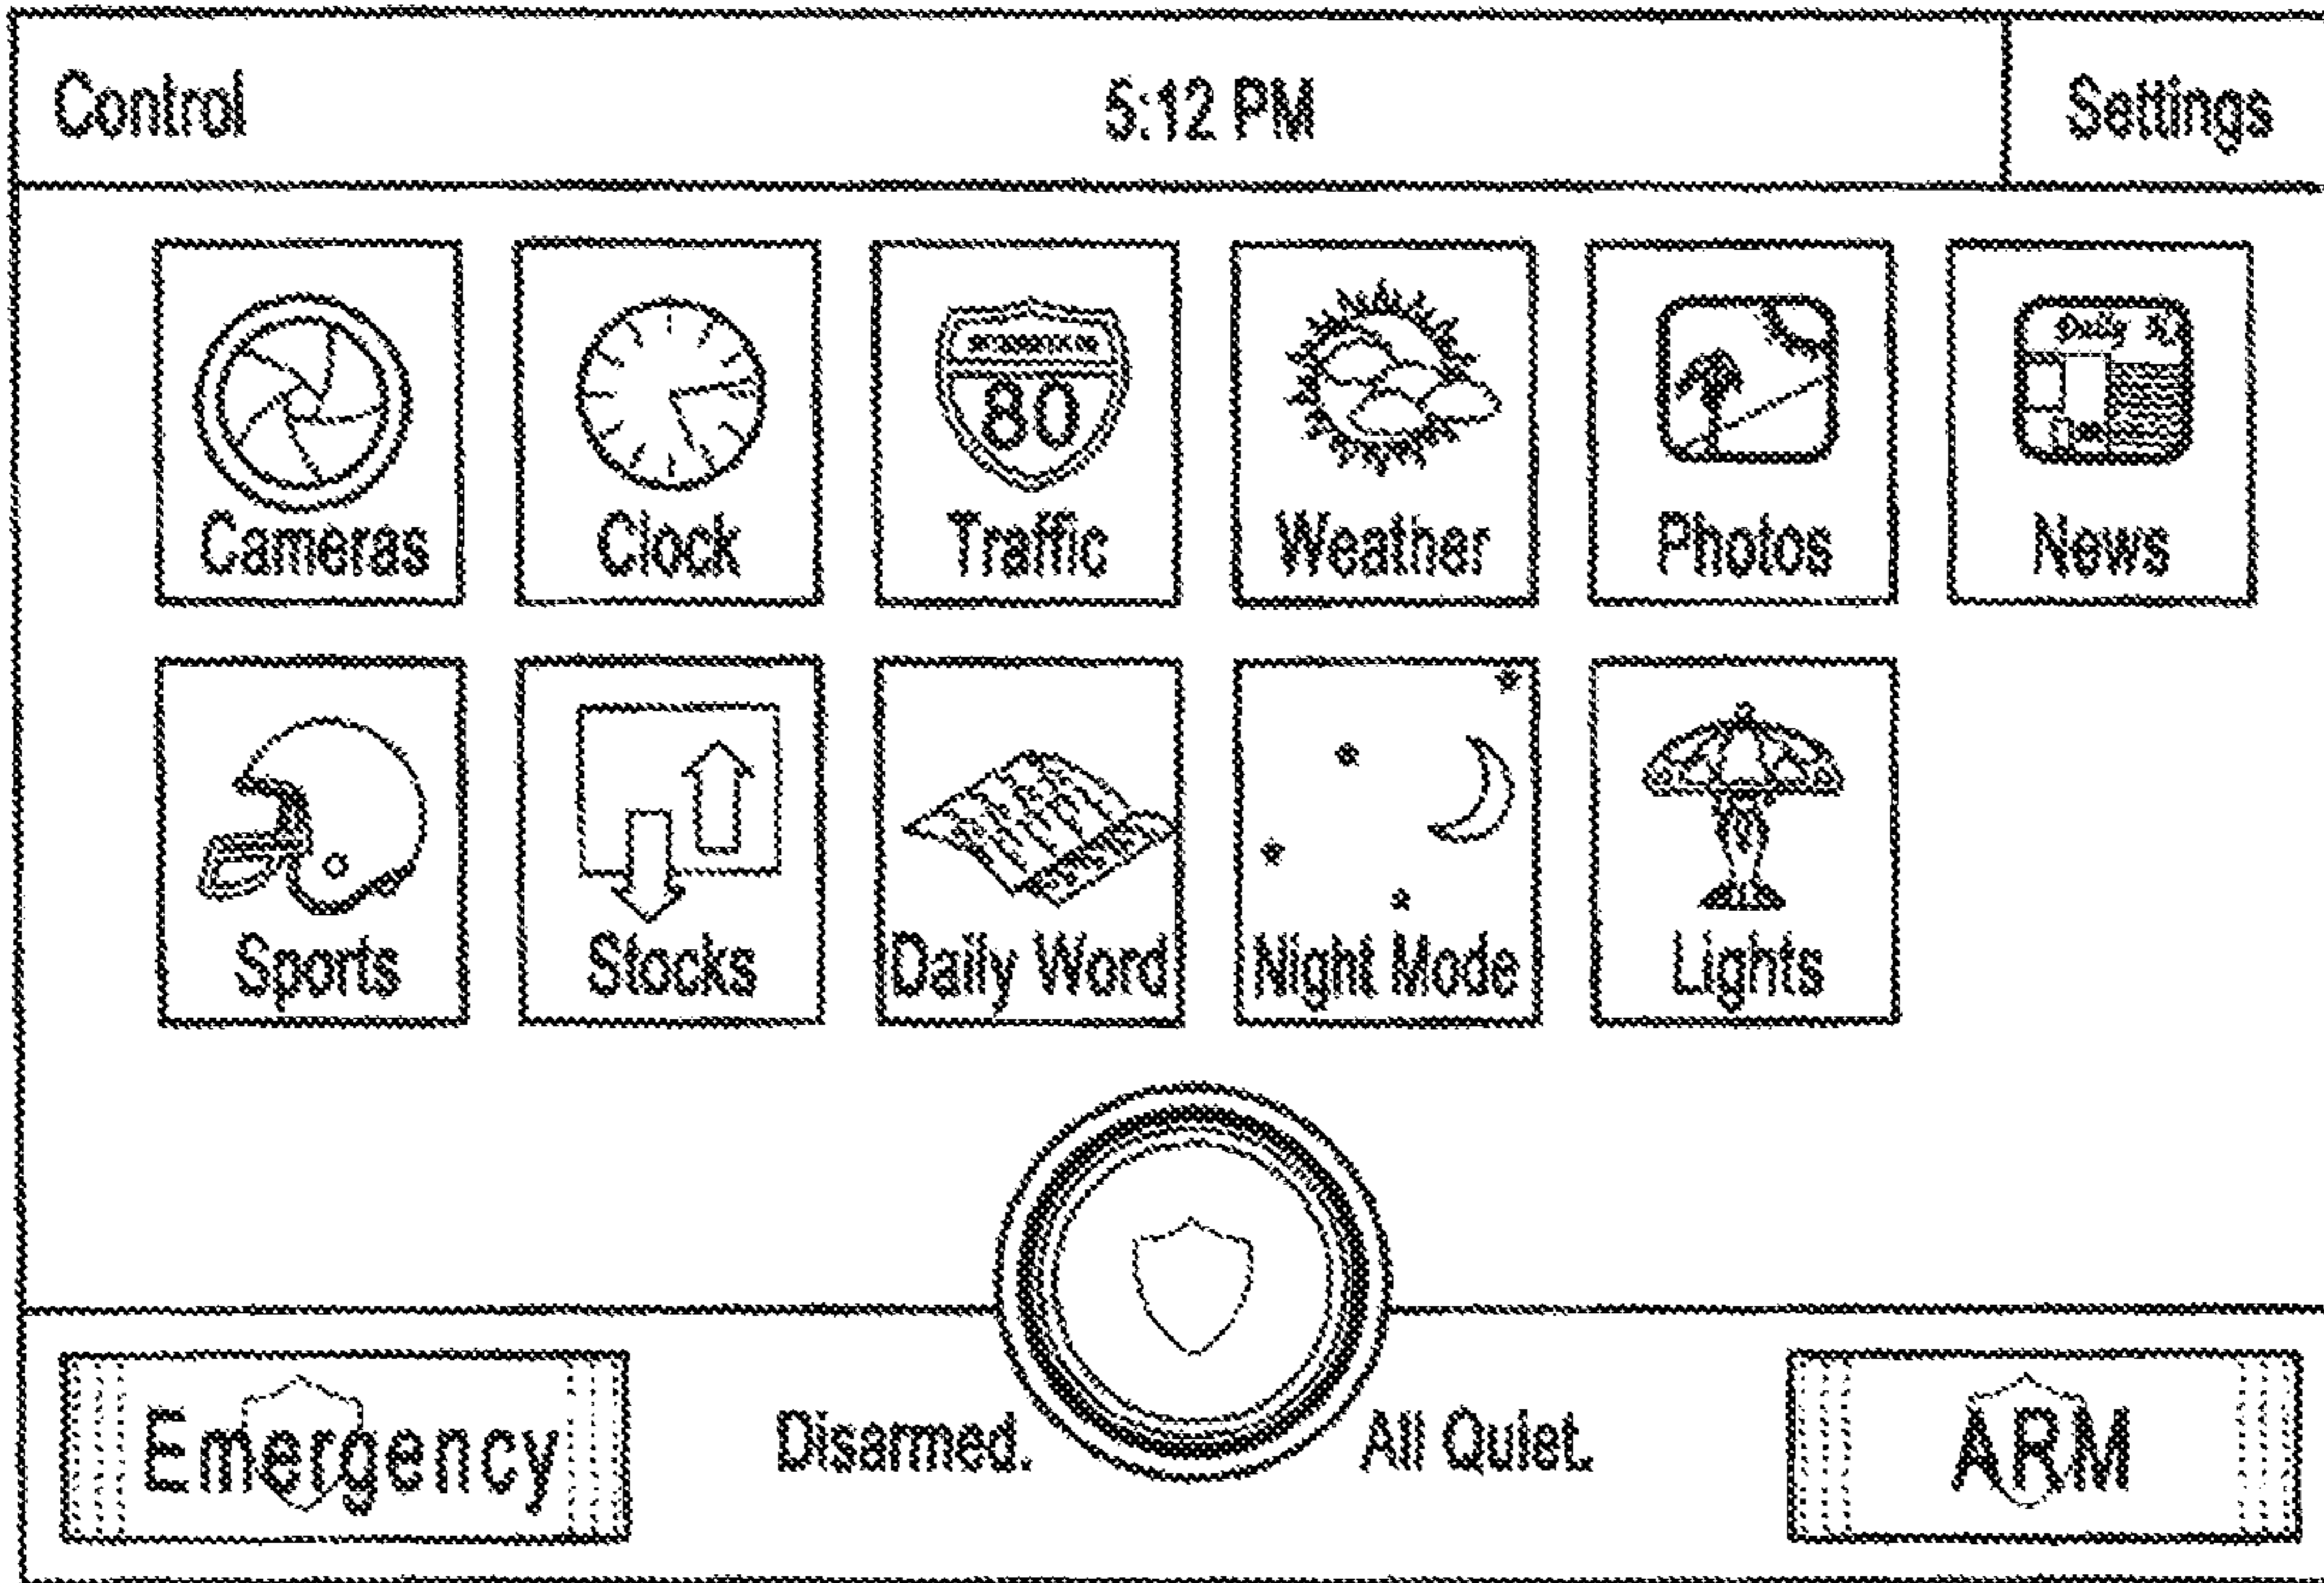 Control 5:12 PM Settings
80
Daily
Cameras Clock Traffic Weather Photos News
Sports Stocks Daily Word Night Mode Lights
Emergency Disarmed. All Quiet. ARM